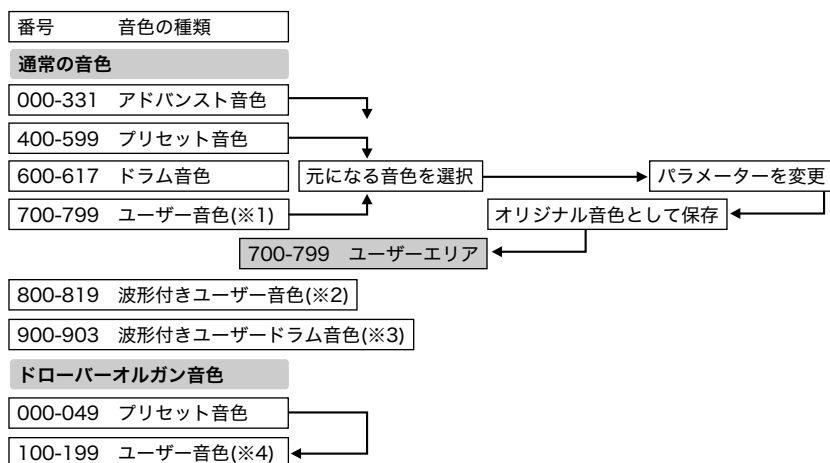 番号 音色の種類
通常の音色
000-331 アドバンスト音色
400-599 プリセット音色
600-617 ドラム音色
元になる音色を選択
パラメーターを変更
700-799 ユーザー音色(※1)
オリジナル音色として保存
700-799 ユーザーエリア
800-819 波形付きユーザー音色(※2)
900-903 波形付きユーザードラム音色(※3)
ドローバーオルガン音色
000-049 プリセット音色
100-199 ユーザー音色(※4)